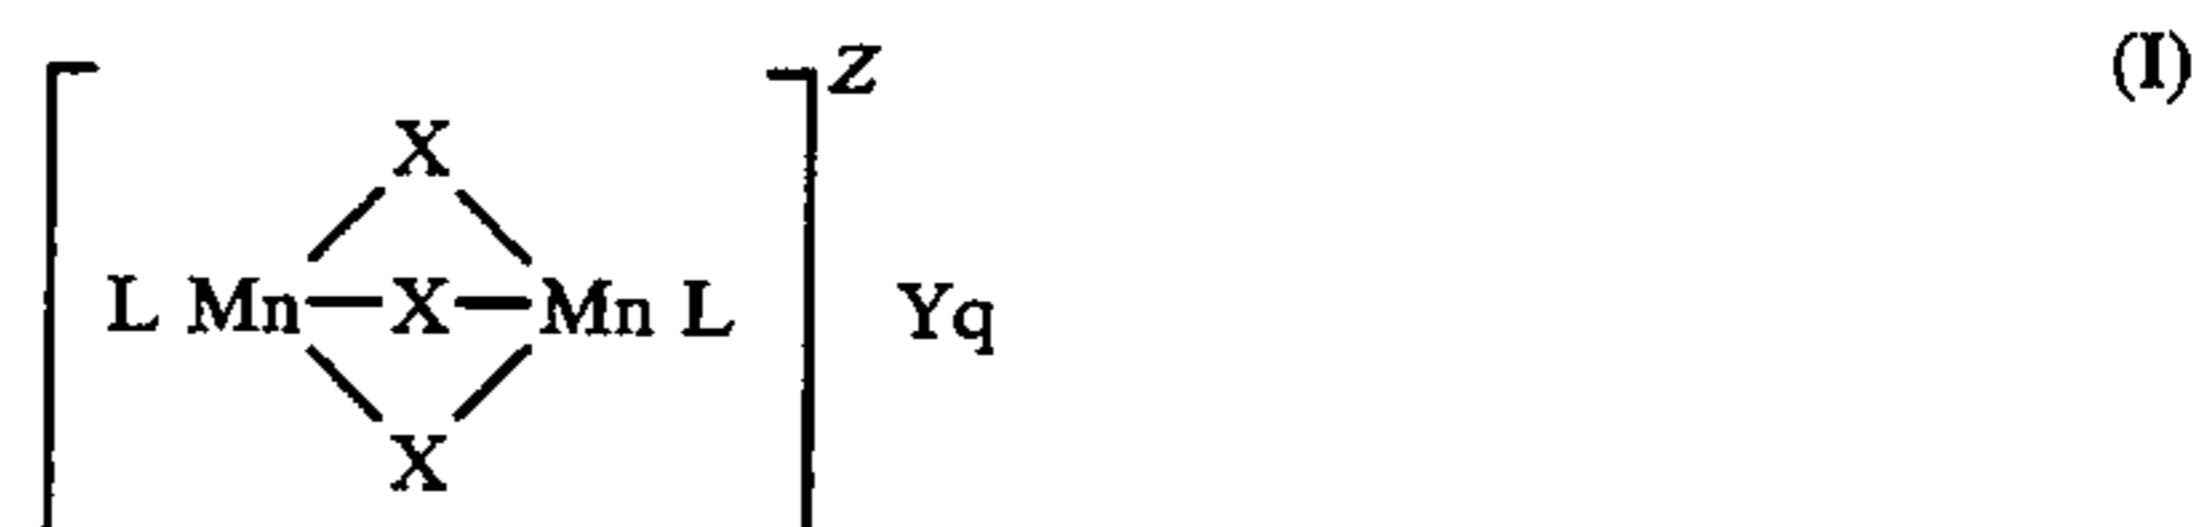 z (I)
X
L Mn—X—Mn L Yq
X